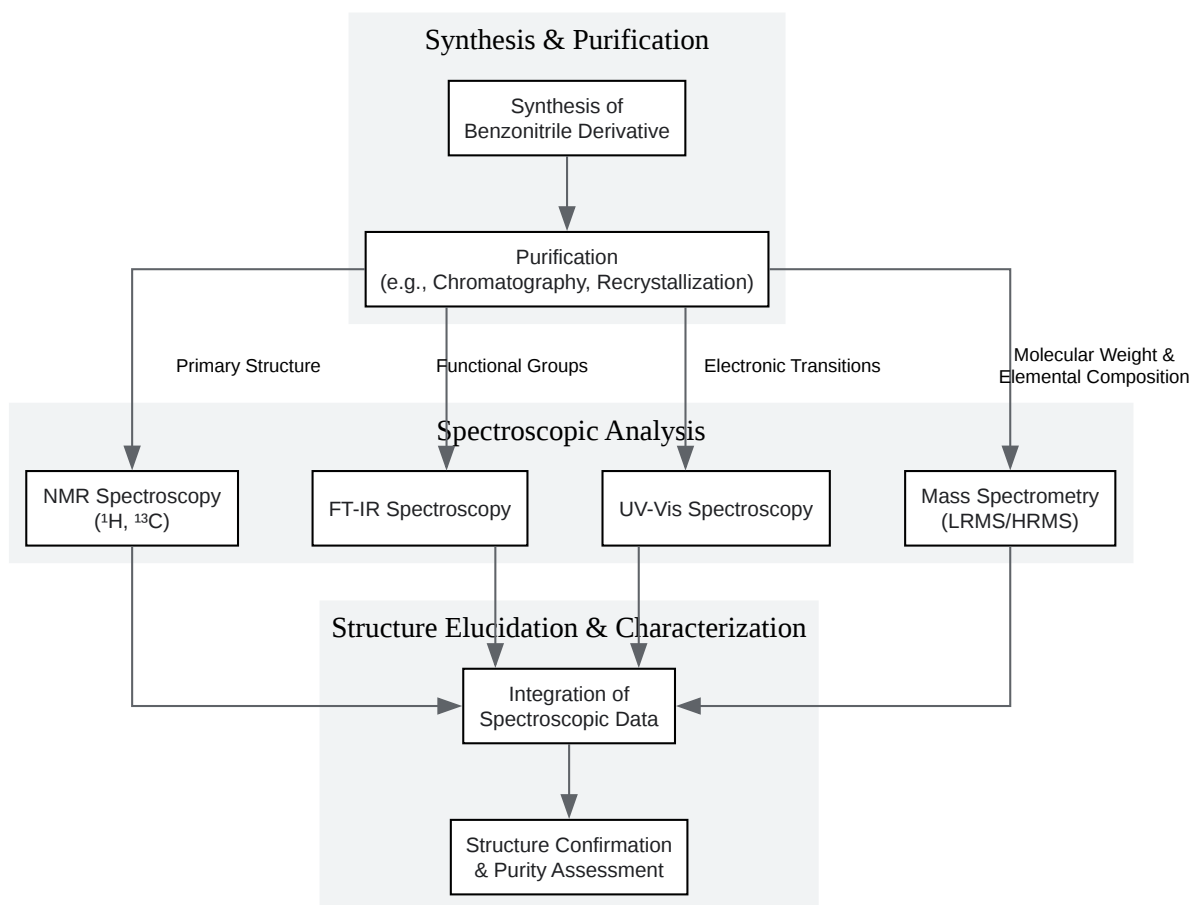 Synthesis & Purification
Synthesis of
Benzonitrile Derivative
Purification
(e.g., Chromatography, Recrystallization)
Primary Structure
Functional Groups
Electronic Transitions
Molecular Weight &
Elemental Composition
Spectroscopic Analysis
NMR Spectroscopy
(¹H, ¹³C)
FT-IR Spectroscopy
UV-Vis Spectroscopy
Mass Spectrometry
(LRMS/HRMS)
Structure Elucidation & Characterization
Integration of
Spectroscopic Data
Structure Confirmation
& Purity Assessment